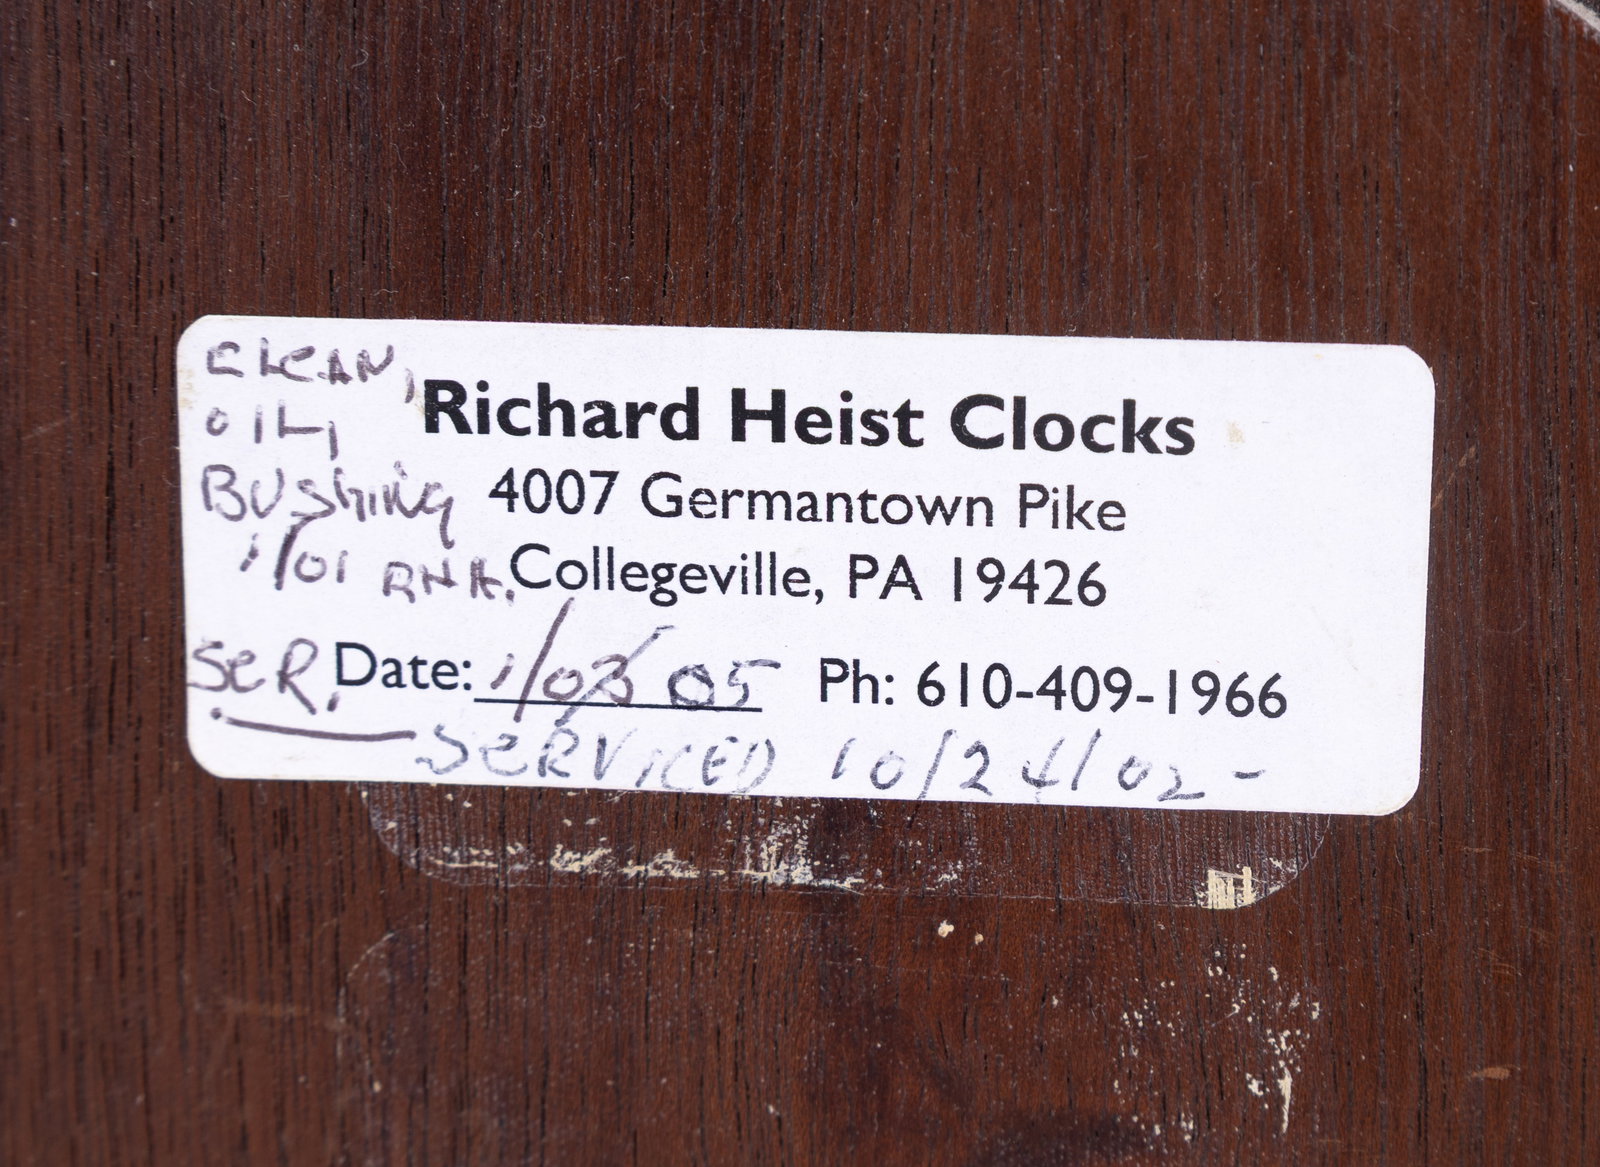 CLEAN,
OIL,
BUSHING
1/01 RHH.
Richard Heist Clocks
4007 Germantown Pike
Collegeville, PA 19426
SER. Date: 1/03 05 Ph: 610-409-1966
SERVICED 10/24/02 -